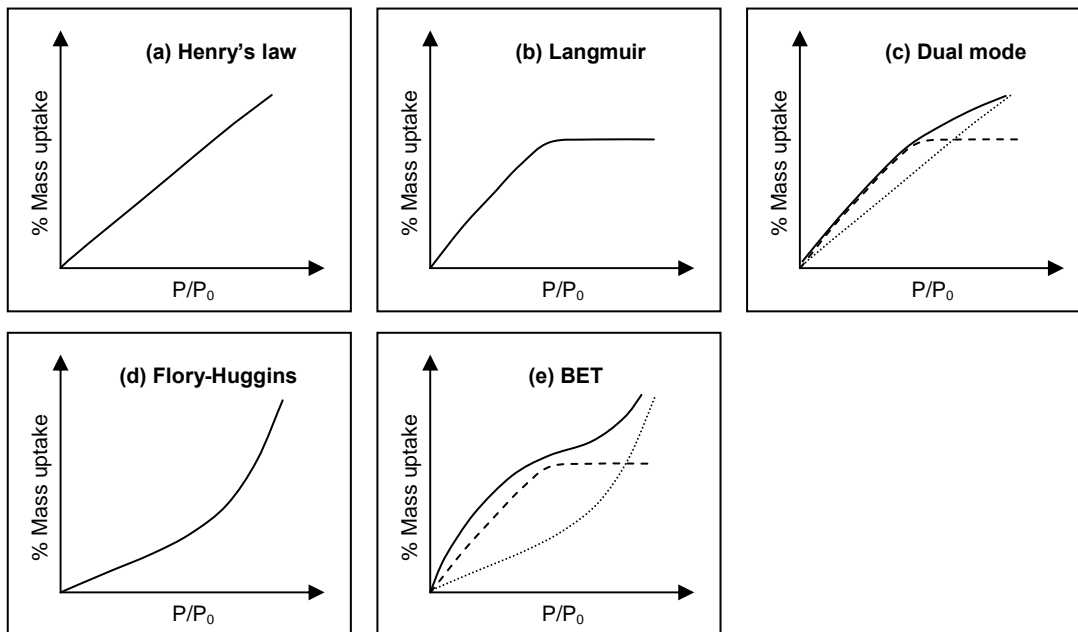 (a) Henry’s law
% Mass uptake
P/P₀
(b) Langmuir
% Mass uptake
P/P₀
(c) Dual mode
% Mass uptake
P/P₀
(d) Flory-Huggins
% Mass uptake
P/P₀
(e) BET
% Mass uptake
P/P₀